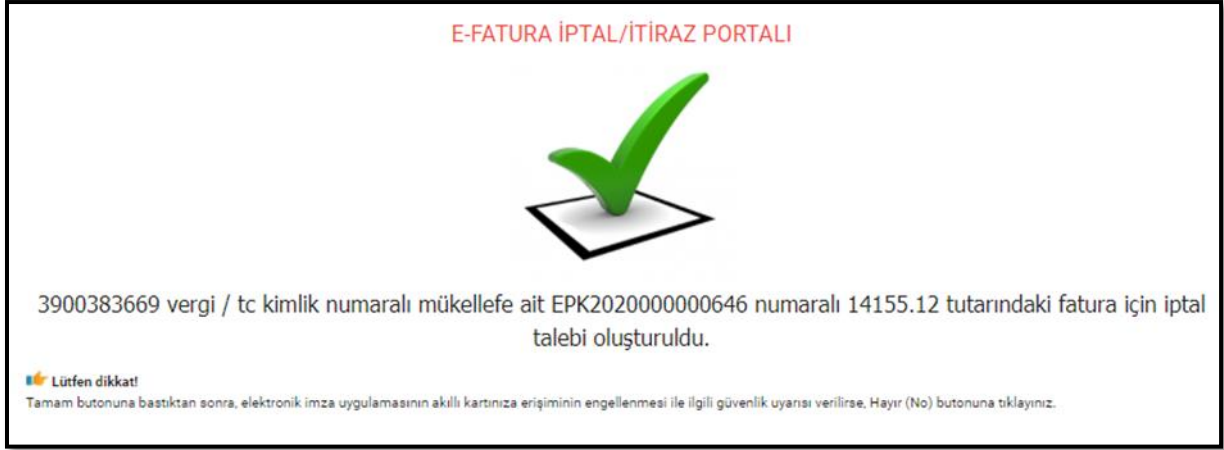 E-FATURA İPTAL/İTİRAZ PORTALI
3900383669 vergi / tc kimlik numaralı mükellefe ait EPK2020000000646 numaralı 14155.12 tutarındaki fatura için iptal
talebi oluşturuldu.
Lütfen dikkat!
Tamam butonuna bastıktan sonra, elektronik imza uygulamasının akıllı kartınıza erişiminin engellenmesi ile ilgili güvenlik uyarısı verilirse, Hayır (No) butonuna tıklayınız.